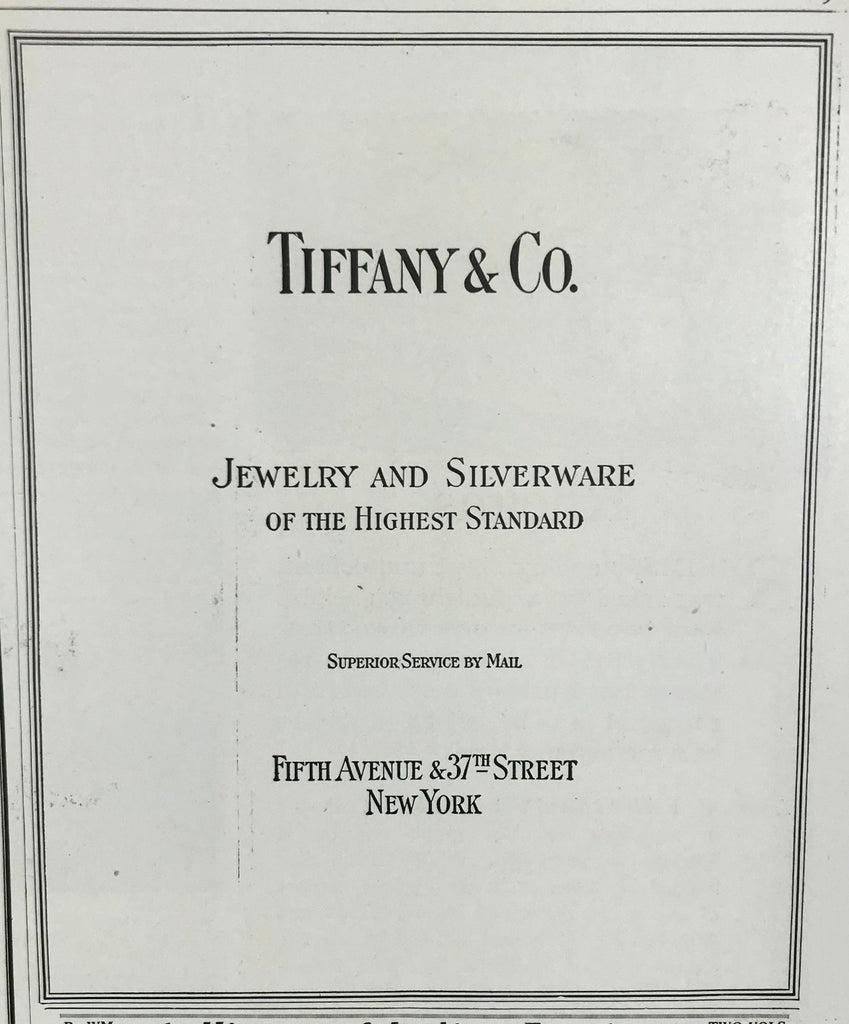 TIFFANY & CO.
JEWELRY AND SILVERWARE
OF THE HIGHEST STANDARD
SUPERIOR SERVICE BY MAIL
FIFTH AVENUE & 37TH STREET
NEW YORK